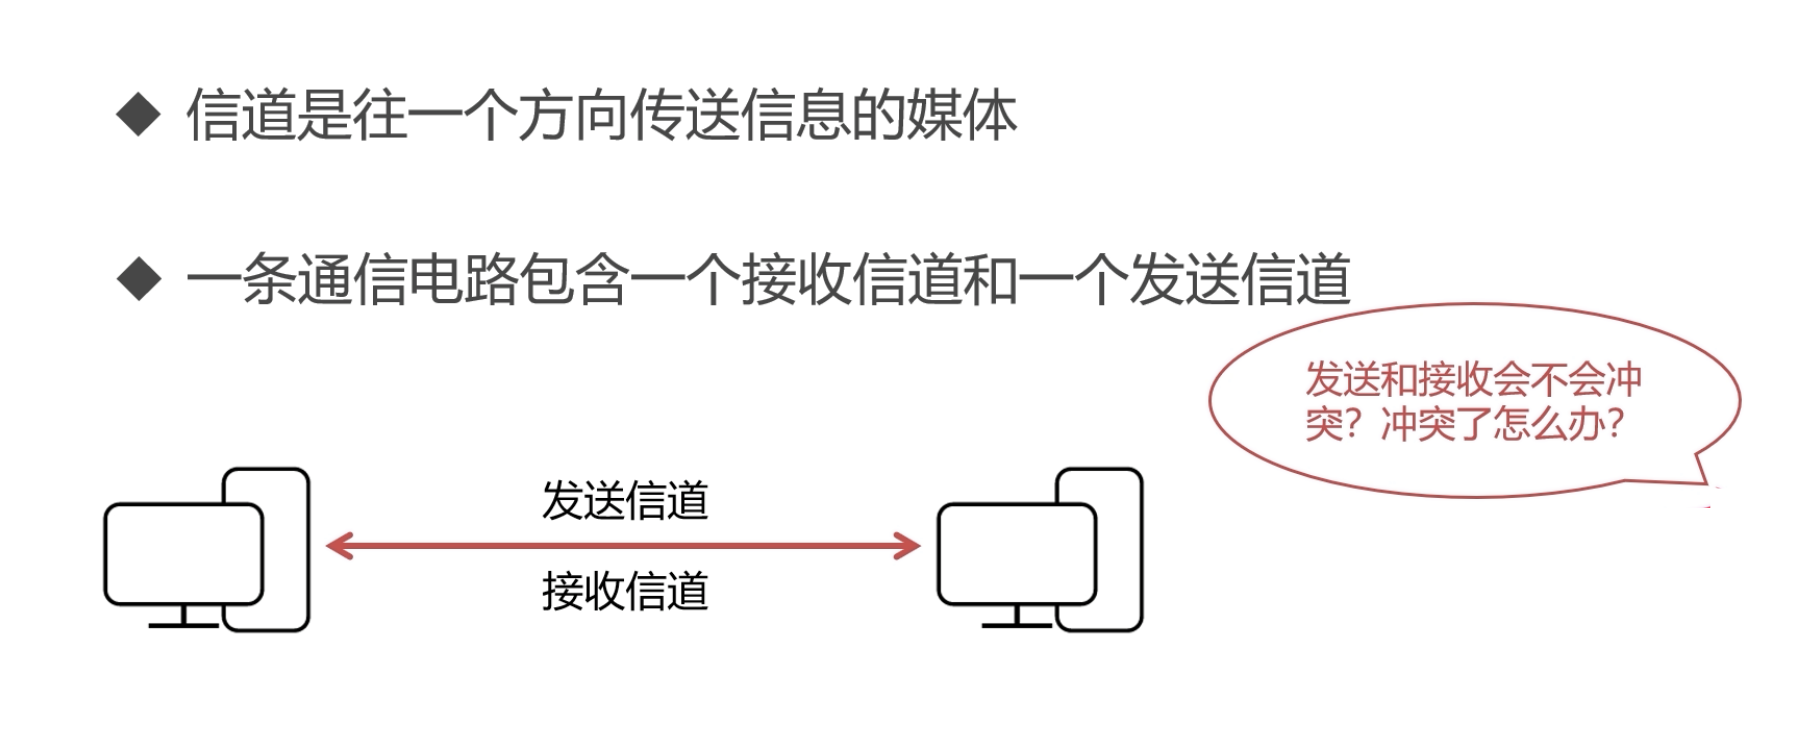 信道是往一个方向传送信息的媒体
一条通信电路包含一个接收信道和一个发送信道
发送和接收会不会冲
突？冲突了怎么办？
发送信道
接收信道